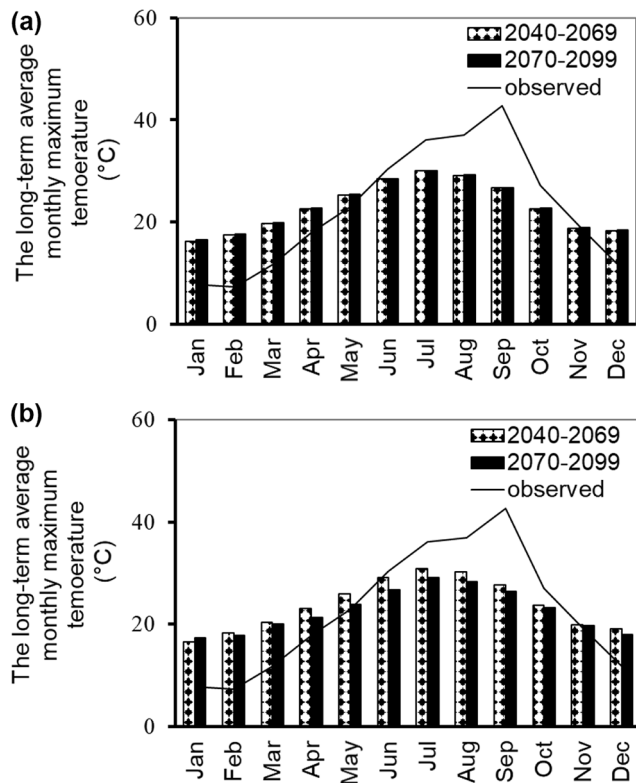 (a)
The long-term average
monthly maximum
temoerature
(°C)
60
40
20
0
2040-2069
2070-2099
observed
Jan
Feb
Mar
Apr
May
Jun
Jul
Aug
Sep
Oct
Nov
Dec
(b)
The long-term average
monthly maximum
temoerature
(°C)
60
40
20
0
2040-2069
2070-2099
observed
Jan
Feb
Mar
Apr
May
Jun
Jul
Aug
Sep
Oct
Nov
Dec